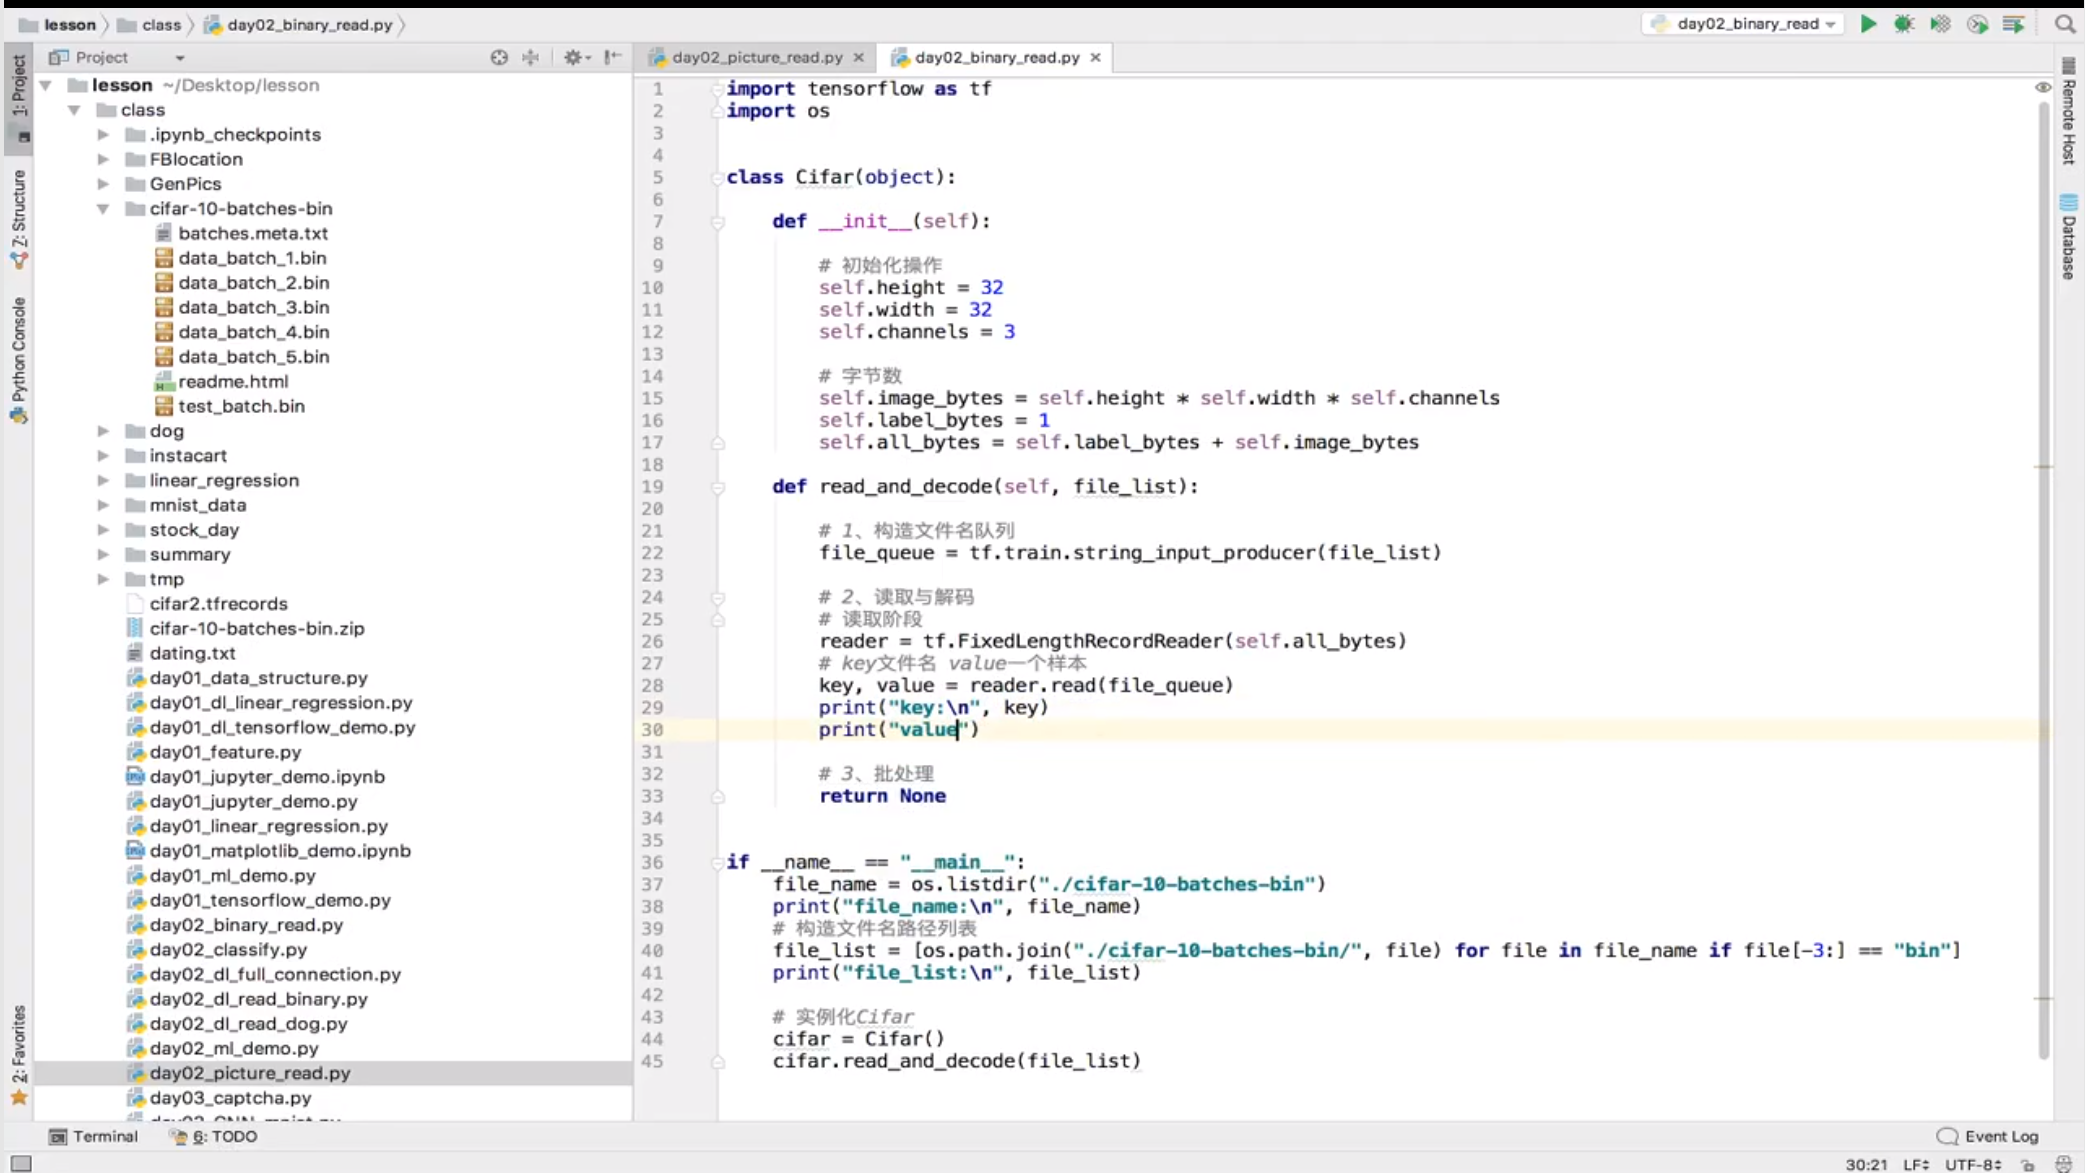 lesson class day02_binary_read.py
day02_binary_read
Project
day02_picture_read.py
day02_binary_read.py
1: Project
7: Structure
Python Console
2: Favorites
lesson ~/Desktop/lesson
class
.ipynb_checkpoints
FBlocation
GenPics
cifar-10-batches-bin
batches.meta.txt
data_batch_1.bin
data_batch_2.bin
data_batch_3.bin
data_batch_4.bin
data_batch_5.bin
readme.html
test_batch.bin
dog
instacart
linear_regression
mnist_data
stock_day
summary
tmp
cifar2.tfrecords
cifar-10-batches-bin.zip
dating.txt
day01_data_structure.py
day01_dl_linear_regression.py
day01_dl_tensorflow_demo.py
day01_feature.py
day01_jupyter_demo.ipynb
day01_jupyter_demo.py
day01_linear_regression.py
day01_matplotlib_demo.ipynb
day01_ml_demo.py
day01_tensorflow_demo.py
day02_binary_read.py
day02_classify.py
day02_dl_full_connection.py
day02_dl_read_binary.py
day02_dl_read_dog.py
day02_ml_demo.py
day02_picture_read.py
day03_captcha.py
1 import tensorflow as tf
2 import os
3
4
5 class Cifar(object):
6
7 def __init__(self):
8
9 # 初始化操作
10 self.height = 32
11 self.width = 32
12 self.channels = 3
13
14 # 字节数
15 self.image_bytes = self.height * self.width * self.channels
16 self.label_bytes = 1
17 self.all_bytes = self.label_bytes + self.image_bytes
18
19 def read_and_decode(self, file_list):
20
21 # 1、构造文件名队列
22 file_queue = tf.train.string_input_producer(file_list)
23
24 # 2、读取与解码
25 # 读取阶段
26 reader = tf.FixedLengthRecordReader(self.all_bytes)
27 # key文件名 value一个样本
28 key, value = reader.read(file_queue)
29 print("key:\n", key)
30 print("value")
31
32 # 3、批处理
33 return None
34
35
36 if __name__ == "__main__":
37 file_name = os.listdir("./cifar-10-batches-bin")
38 print("file_name:\n", file_name)
39 # 构造文件名路径列表
40 file_list = [os.path.join("./cifar-10-batches-bin/", file) for file in file_name if file[-3:] == "bin"]
41 print("file_list:\n", file_list)
42
43 # 实例化Cifar
44 cifar = Cifar()
45 cifar.read_and_decode(file_list)
Remote Host
Database
Terminal
6: TODO
Event Log
30:21 LF UTF-8